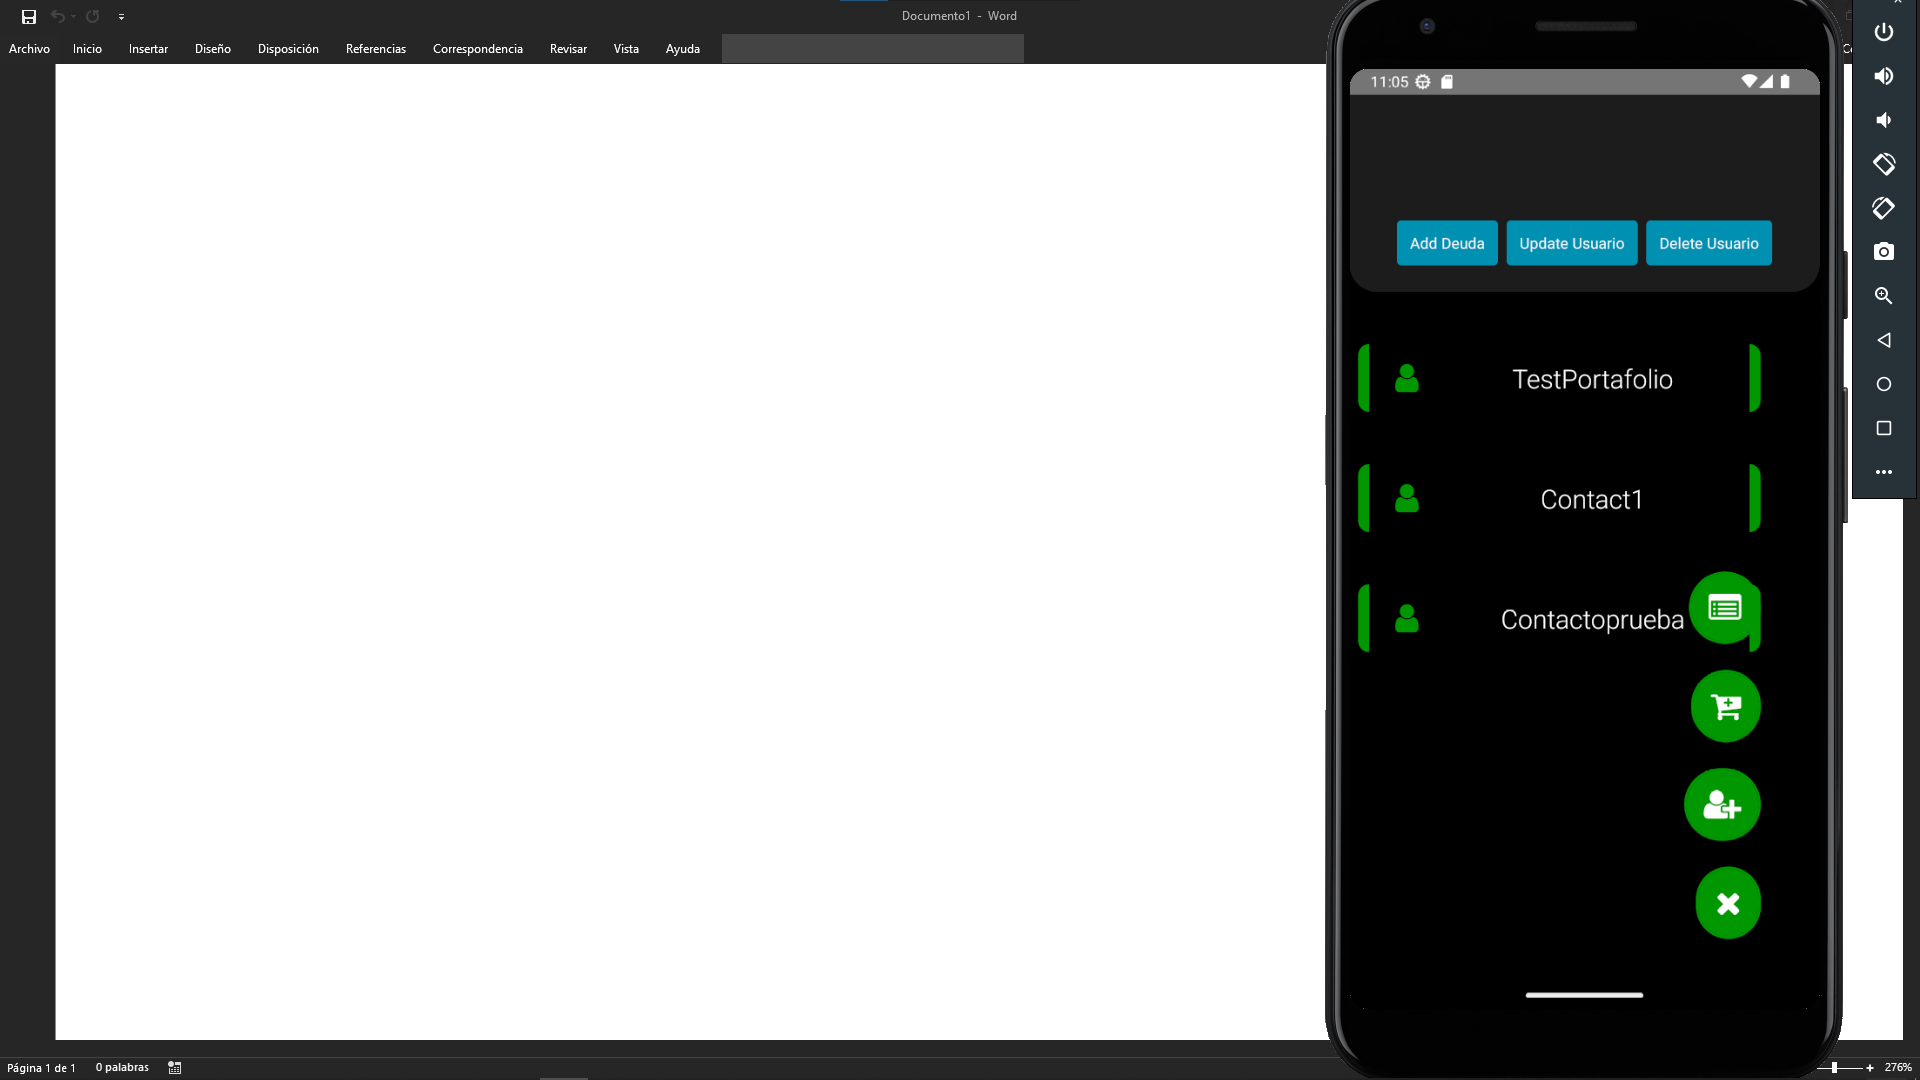 Documento1 - Word
Archivo Inicio Insertar Diseño Disposición Referencias Correspondencia Revisar Vista Ayuda
11:05
Add Deuda Update Usuario Delete Usuario
TestPortafolio
Contact1
Contactoprueba
Página 1 de 1 0 palabras 276%